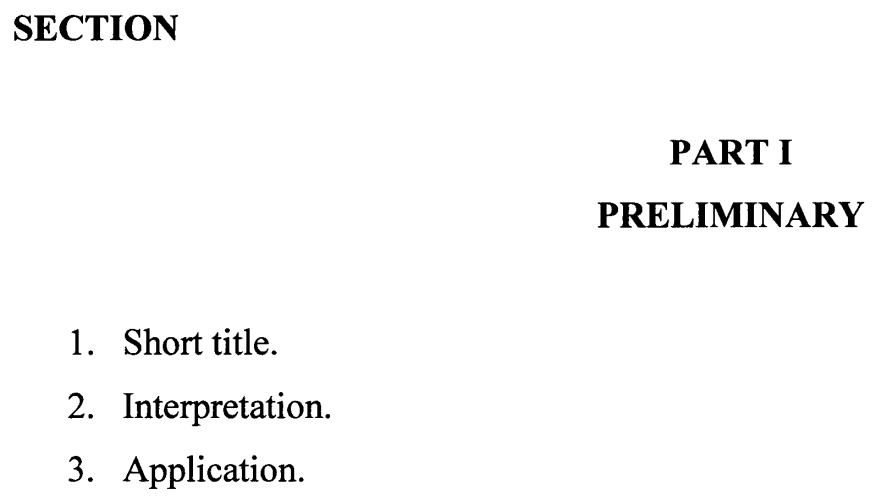 SECTION
PART I
PRELIMINARY
1. Short title.
2. Interpretation.
3. Application.